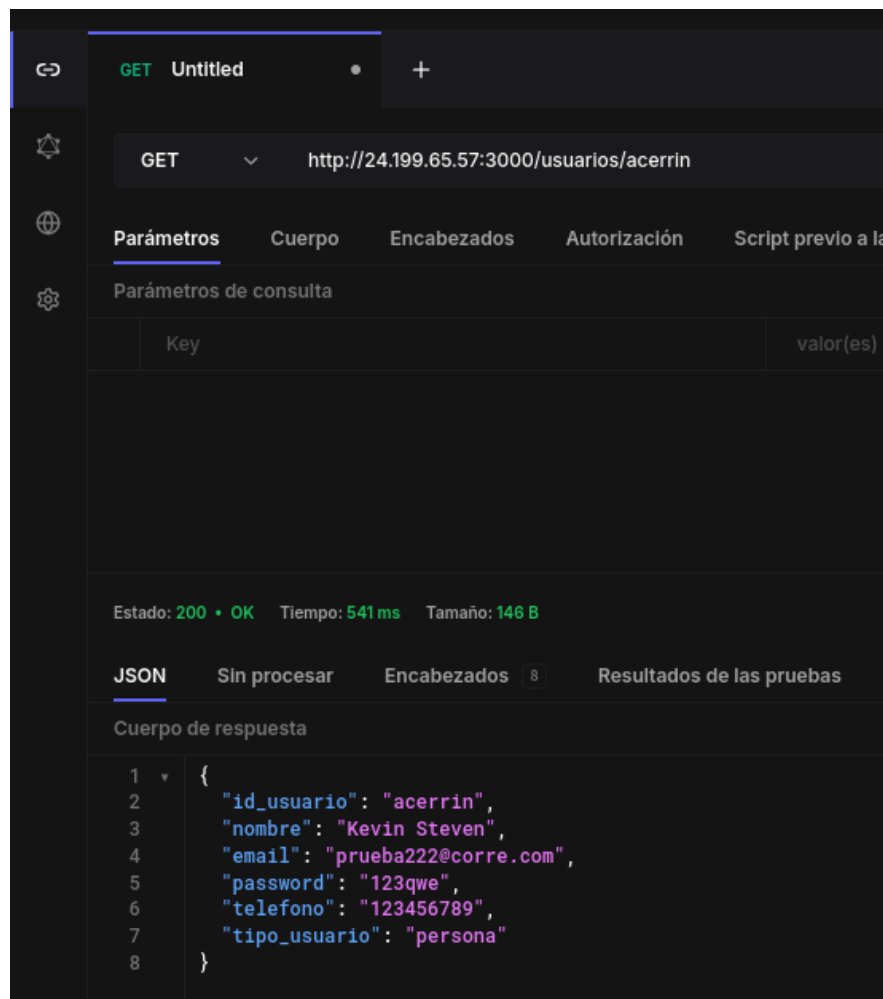 GET Untitled
GET http://24.199.65.57:3000/usuarios/acerrin
Parámetros Cuerpo Encabezados Autorización Script previo a la
Parámetros de consulta
Key valor(es)
Estado: 200 • OK Tiempo: 541 ms Tamaño: 146 B
JSON Sin procesar Encabezados 8 Resultados de las pruebas
Cuerpo de respuesta
1 {
2 "id_usuario": "acerrin",
3 "nombre": "Kevin Steven",
4 "email": "prueba222@corre.com",
5 "password": "123qwe",
6 "telefono": "123456789",
7 "tipo_usuario": "persona"
8 }